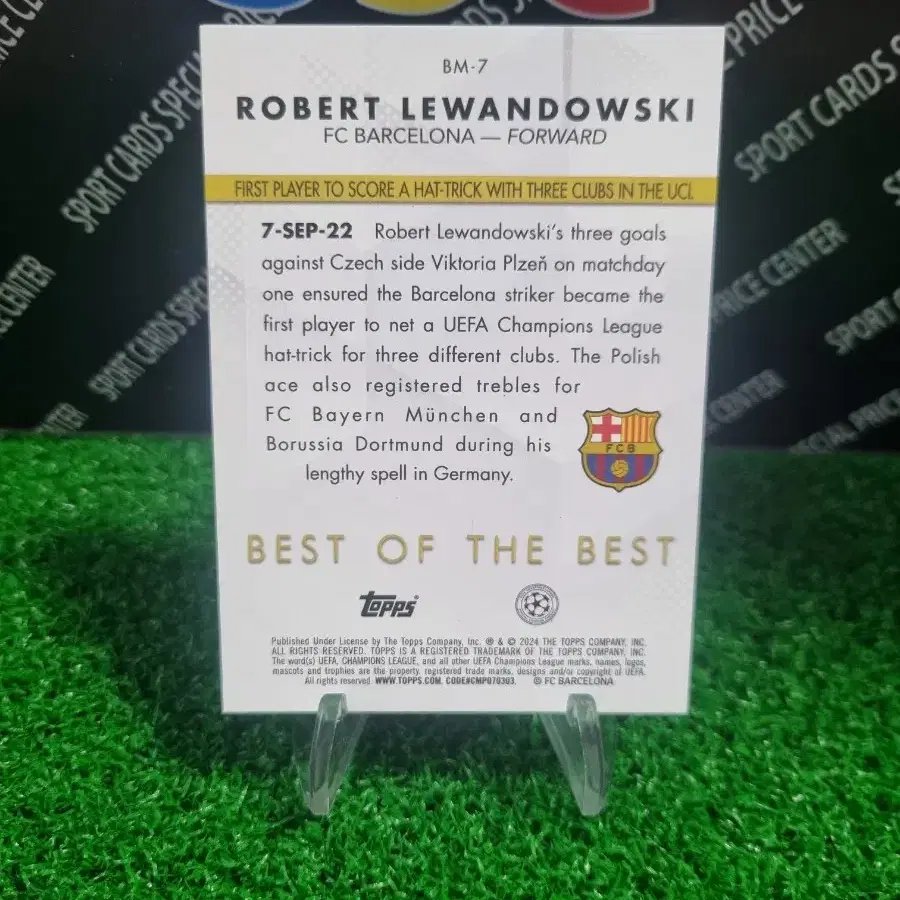 BM-7
ROBERT LEWANDOWSKI
FC BARCELONA — FORWARD
FIRST PLAYER TO SCORE A HAT-TRICK WITH THREE CLUBS IN THE UCL
7-SEP-22 Robert Lewandowski's three goals
against Czech side Viktoria Plzeň on matchday
one ensured the Barcelona striker became the
first player to net a UEFA Champions League
hat-trick for three different clubs. The Polish
ace also registered trebles for
FC Bayern München and
Borussia Dortmund during his
lengthy spell in Germany.
FCB
BEST OF THE BEST
topps
Published Under License by The Topps Company, Inc. ® & © 2024 THE TOPPS COMPANY, INC.
ALL RIGHTS RESERVED. TOPPS IS A REGISTERED TRADEMARK OF THE TOPPS COMPANY, INC.
The word(s) UEFA, CHAMPIONS LEAGUE, and all other UEFA Champions League marks, names, logos,
mascots and trophies are the property, registered trade marks, designs and/or copyright of UEFA.
All rights reserved. WWW.TOPPS.COM. CODE#CMP070303. © FC BARCELONA
SPORT CARDS SPECI
SPORT CARDS SPE
CENTER
PRICE
SPORT CARDS
PRICE CENTER
SPORT
CENTER
PRICE